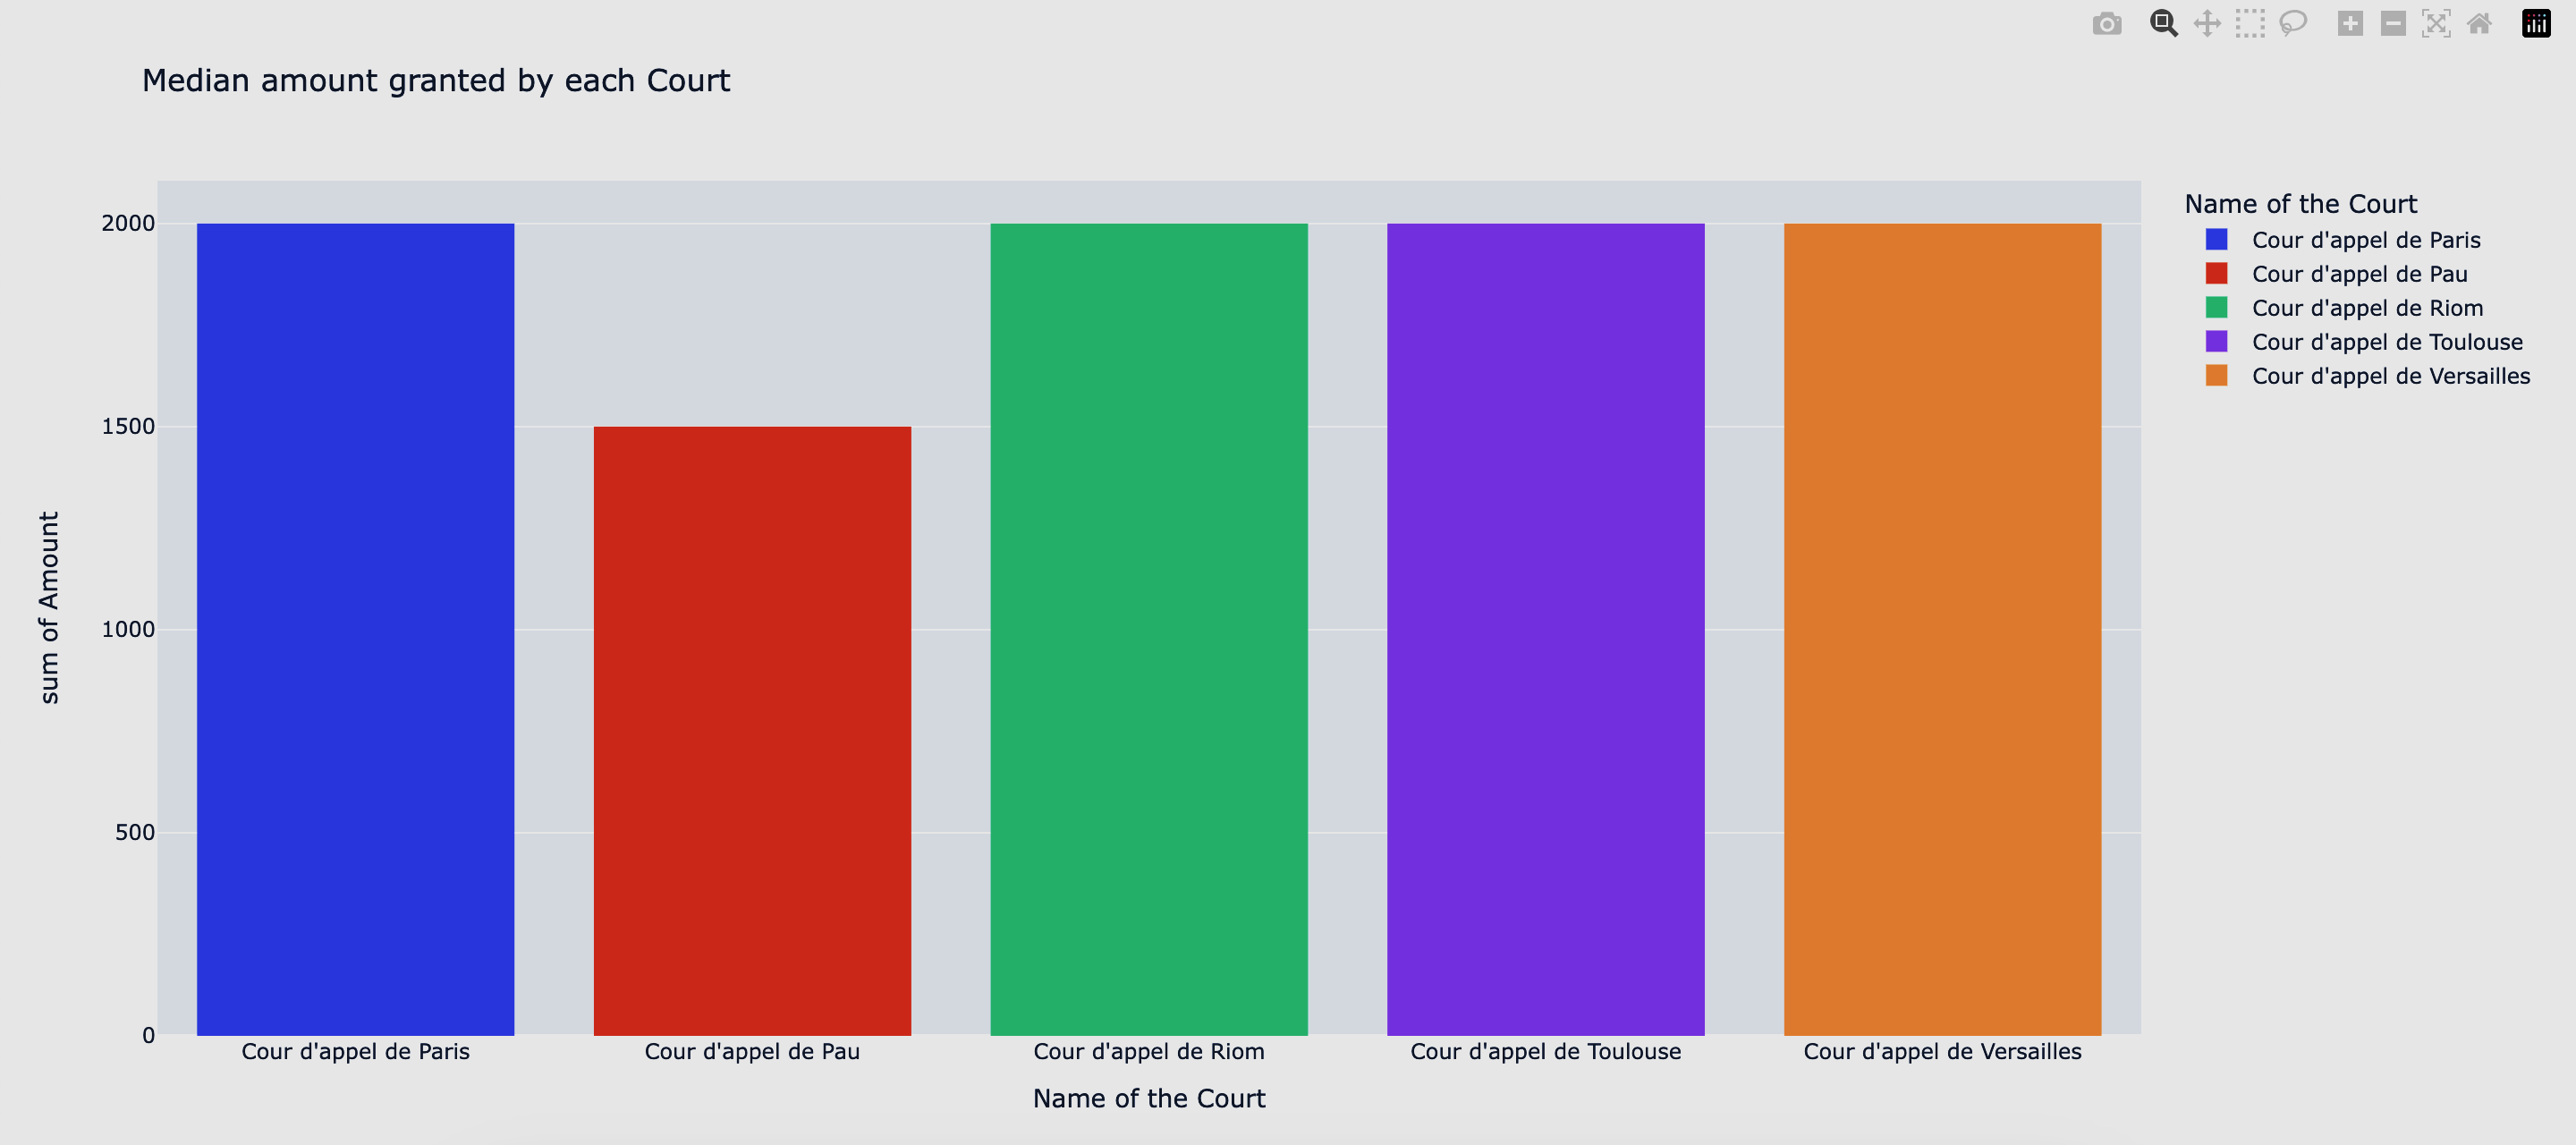 Median amount granted by each Court
2000
1500
1000
500
0
sum of Amount
Cour d'appel de Paris
Cour d'appel de Pau
Cour d'appel de Riom
Cour d'appel de Toulouse
Cour d'appel de Versailles
Name of the Court
Name of the Court
Cour d'appel de Paris
Cour d'appel de Pau
Cour d'appel de Riom
Cour d'appel de Toulouse
Cour d'appel de Versailles